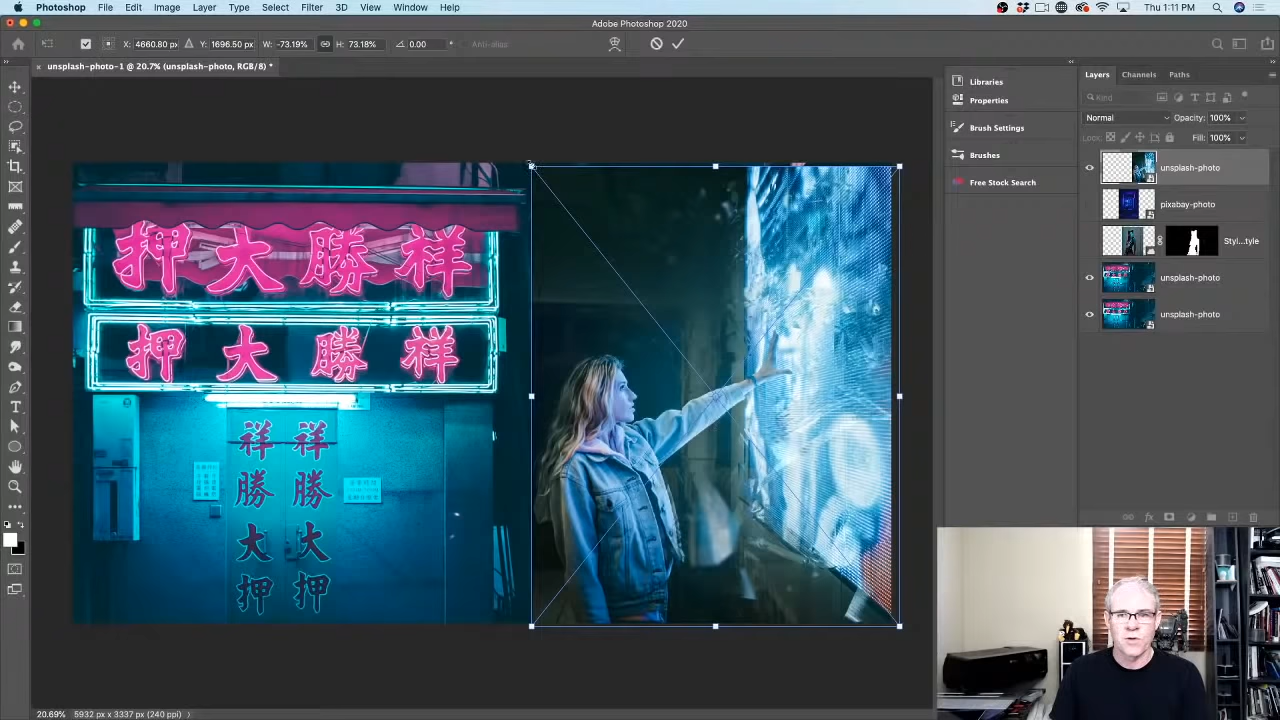 Photoshop File Edit Image Layer Type Select Filter 3D View Window Help Thu 1:11 PM
Adobe Photoshop 2020
X: 4660.80 px Y: 1696.50 px W: -73.19% H: 73.18% 0.00 ° Anti-alias
unsplash-photo-1 @ 20.7% (unsplash-photo, RGB/8) *
Libraries
Properties
Brush Settings
Brushes
Free Stock Search
Layers Channels Paths
Kind
Normal Opacity: 100%
Lock: Fill: 100%
unsplash-photo
pixabay-photo
Styl...tyle
unsplash-photo
unsplash-photo
押大勝祥
押大勝祥
祥 祥
勝 勝
大 大
押 押
20.69% 5932 px x 3337 px (240 ppi)